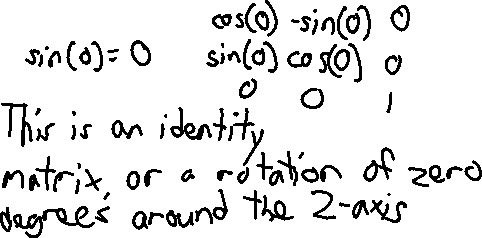 cos(0) -sin(0) 0
sin(0)=0 sin(0) cos(0) 0
0 0 1
This is an identity
matrix, or a rotation of zero
degrees around the z-axis